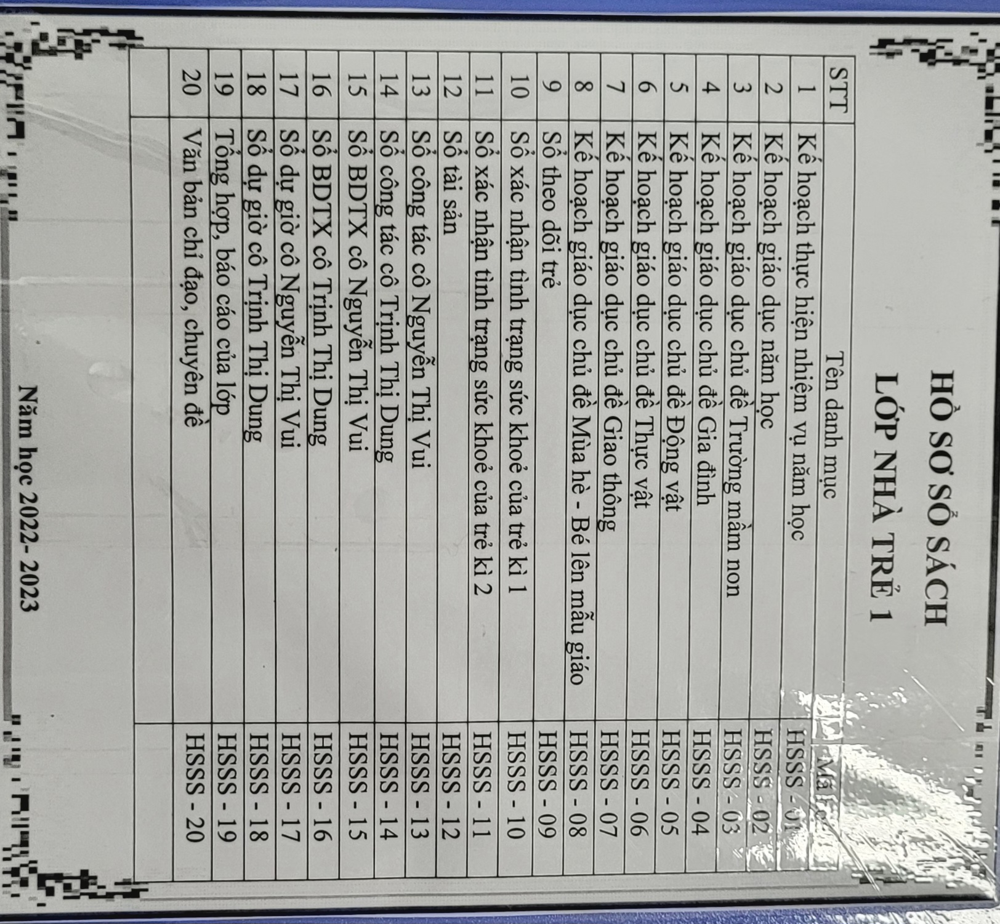 HỒ SƠ SỔ SÁCH
LỚP NHÀ TRẺ 1
STT Tên danh mục Mã
1 Kế hoạch thực hiện nhiệm vụ năm học HSSS - 01
2 Kế hoạch giáo dục năm học HSSS - 02
3 Kế hoạch giáo dục chủ đề Trường mầm non HSSS - 03
4 Kế hoạch giáo dục chủ đề Gia đình HSSS - 04
5 Kế hoạch giáo dục chủ đề Động vật HSSS - 05
6 Kế hoạch giáo dục chủ đề Thực vật HSSS - 06
7 Kế hoạch giáo dục chủ đề Giao thông HSSS - 07
8 Kế hoạch giáo dục chủ đề Mùa hè - Bé lên mẫu giáo HSSS - 08
9 Sổ theo dõi trẻ HSSS - 09
10 Sổ xác nhận tình trạng sức khoẻ của trẻ kì 1 HSSS - 10
11 Sổ xác nhận tình trạng sức khoẻ của trẻ kì 2 HSSS - 11
12 Sổ tài sản HSSS - 12
13 Sổ công tác cô Nguyễn Thị Vui HSSS - 13
14 Sổ công tác cô Trịnh Thị Dung HSSS - 14
15 Sổ BDTX cô Nguyễn Thị Vui HSSS - 15
16 Sổ BDTX cô Trịnh Thị Dung HSSS - 16
17 Sổ dự giờ cô Nguyễn Thị Vui HSSS - 17
18 Sổ dự giờ cô Trịnh Thị Dung HSSS - 18
19 Tổng hợp, báo cáo của lớp HSSS - 19
20 Văn bản chỉ đạo, chuyên đề HSSS - 20
Năm học 2022- 2023